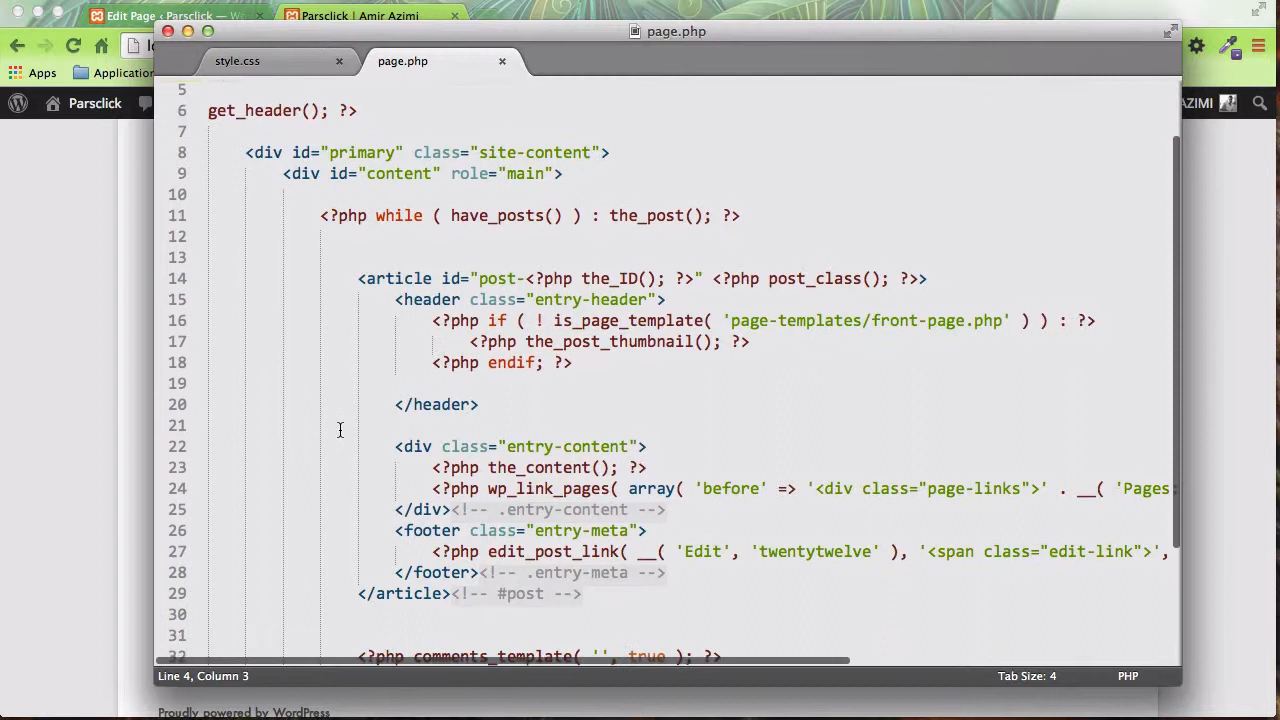 Edit Page ‹ Parsclick — W
Parsclick | Amir Azimi
page.php
style.css
page.php
Apps
Application
Parsclick
AZIMI
5
6 get_header(); ?>
7
8 <div id="primary" class="site-content">
9 <div id="content" role="main">
10
11 <?php while ( have_posts() ) : the_post(); ?>
12
13
14 <article id="post-<?php the_ID(); ?>" <?php post_class(); ?>>
15 <header class="entry-header">
16 <?php if ( ! is_page_template( 'page-templates/front-page.php' ) ) : ?>
17 <?php the_post_thumbnail(); ?>
18 <?php endif; ?>
19
20 </header>
21
22 <div class="entry-content">
23 <?php the_content(); ?>
24 <?php wp_link_pages( array( 'before' => '<div class="page-links">' . __( 'Pages:
25 </div><!-- .entry-content -->
26 <footer class="entry-meta">
27 <?php edit_post_link( __( 'Edit', 'twentytwelve' ), '<span class="edit-link">',
28 </footer><!-- .entry-meta -->
29 </article><!-- #post -->
30
31
32 <?php comments_template( '', true ); ?>
Line 4, Column 3
Tab Size: 4
PHP
Proudly powered by WordPress